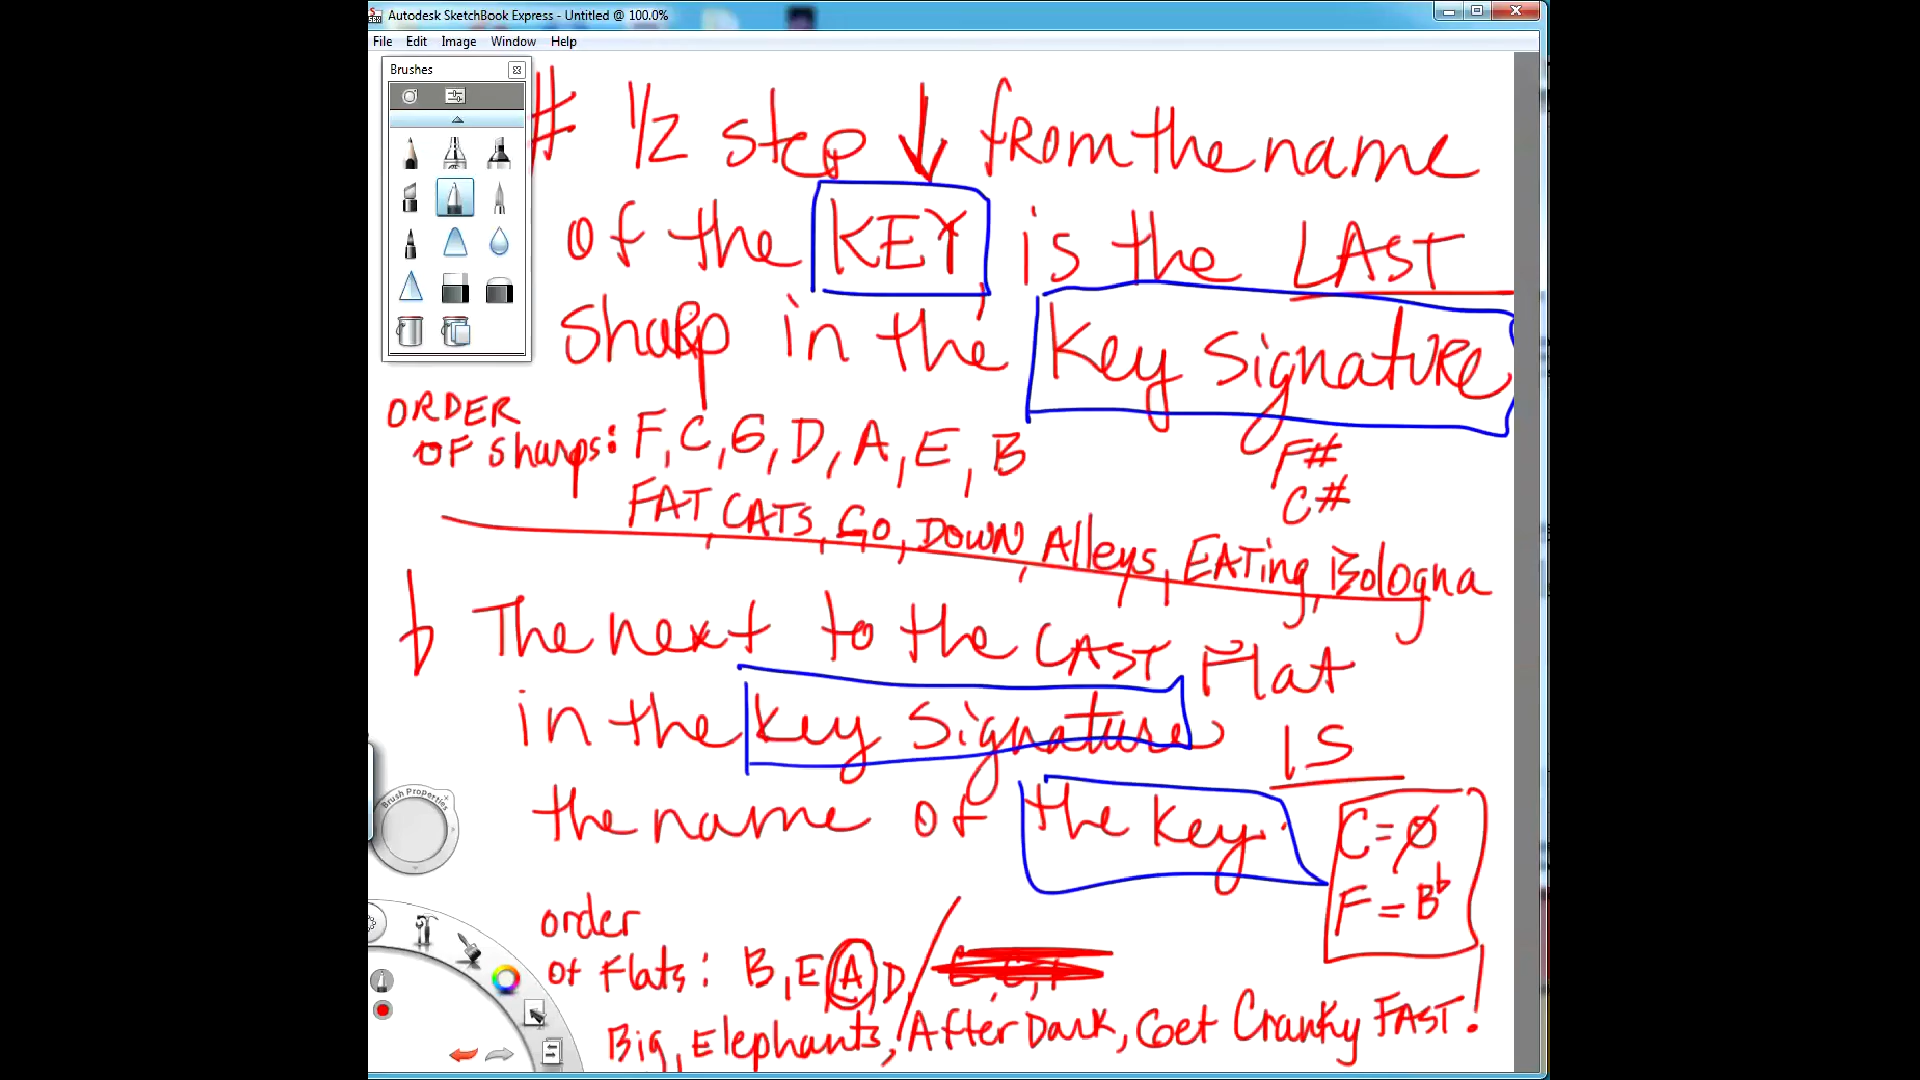 Autodesk SketchBook Express - Untitled @ 100.0%
File Edit Image Window Help
Brushes
# 1/2 step ↓ from the name
of the KEY is the LAST
sharp in the Key Signature
ORDER
OF Sharps: F, C, G, D, A, E, B
F#
C#
FAT, CATS, GO, DOWN, Alleys, EATing, Bologna
b The next to the LAST Flat
in the Key Signature IS
the name of the Key.
C=Ø
F=Bb
Brush Properties
order
of Flats: B, E, A, D,
Big, Elephants, After Dark, Get Cranky FAST!